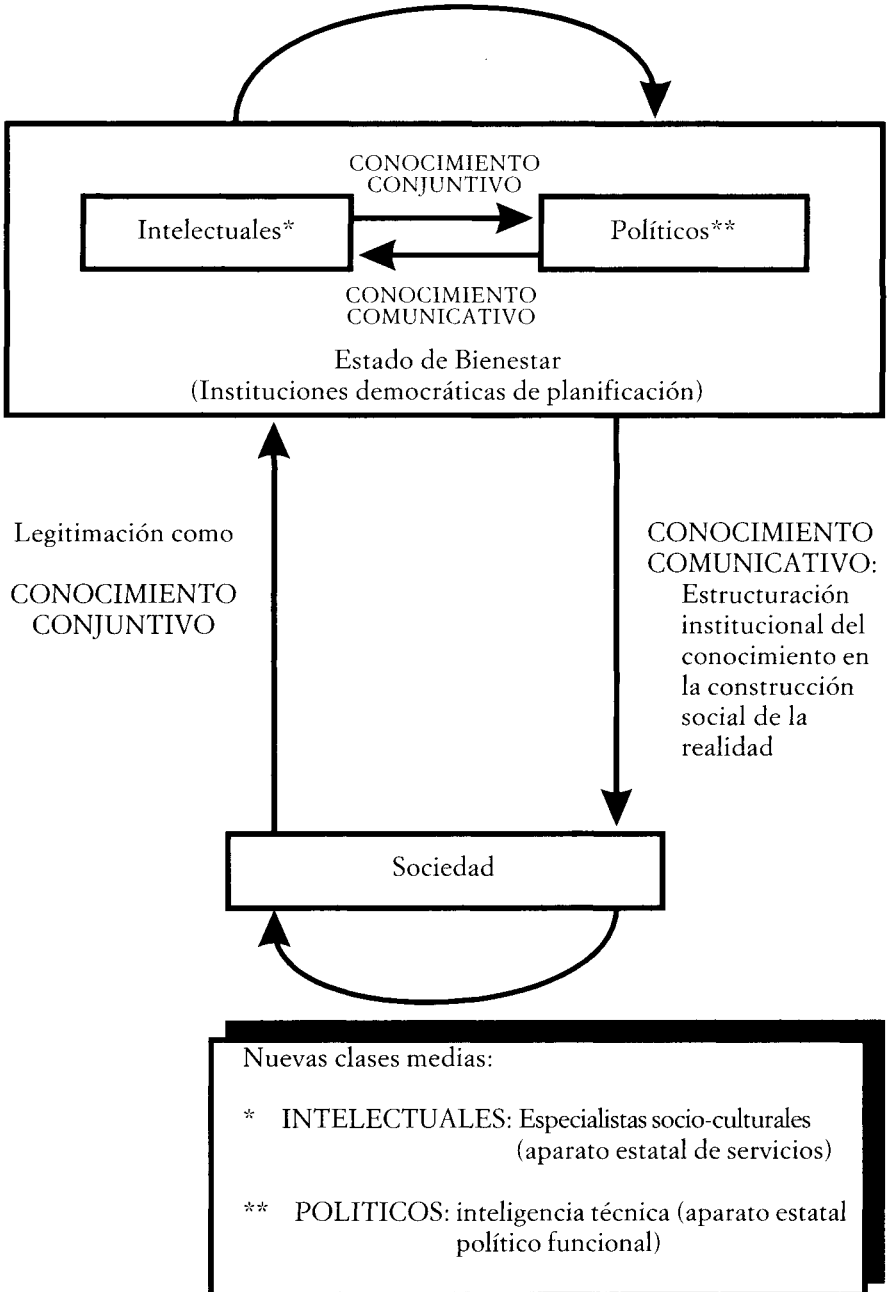 CONOCIMIENTO
CONJUNTIVO
Intelectuales*
Políticos**
CONOCIMIENTO
COMUNICATIVO
Estado de Bienestar
(Instituciones democráticas de planificación)
Legitimación como
CONOCIMIENTO
CONJUNTIVO
CONOCIMIENTO
COMUNICATIVO:
Estructuración
institucional del
conocimiento en
la construcción
social de la
realidad
Sociedad
Nuevas clases medias:
* INTELECTUALES: Especialistas socio-culturales
(aparato estatal de servicios)
** POLITICOS: inteligencia técnica (aparato estatal
político funcional)